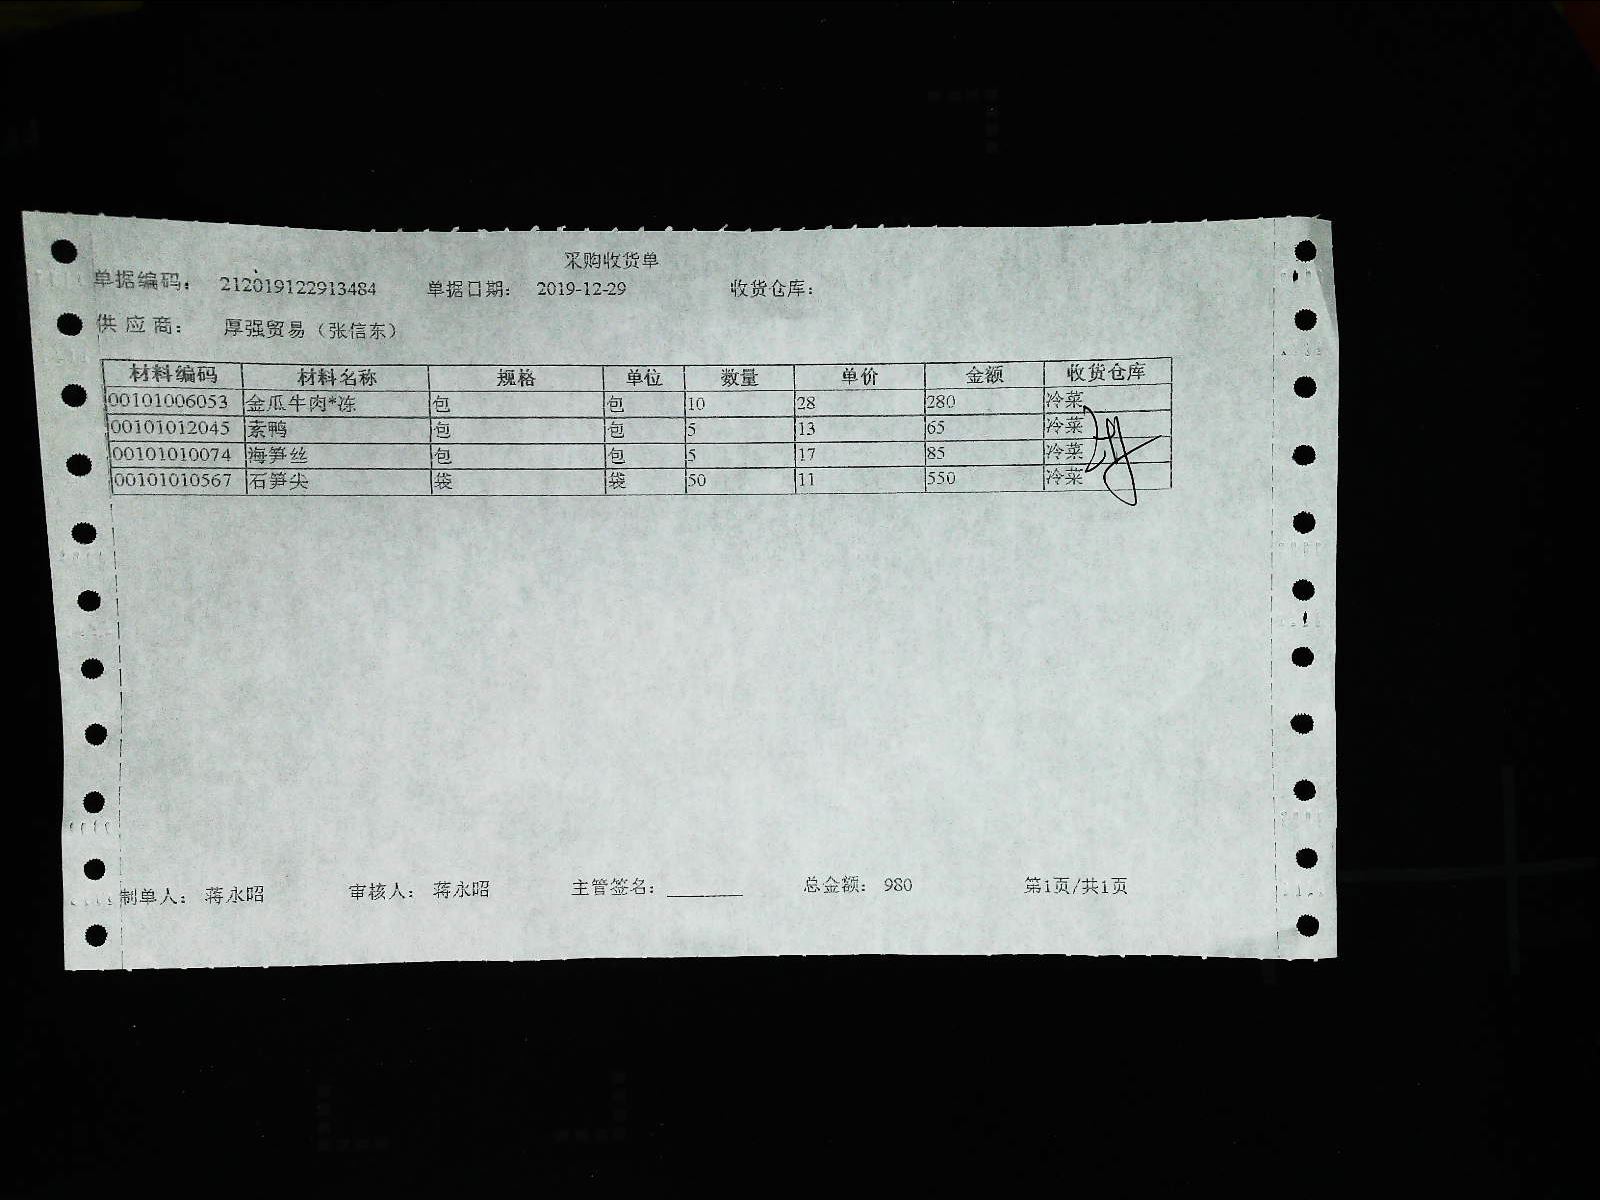 采购收货单
单据编码: 212019122913484 单据日期: 2019-12-29 收货仓库:
供应商: 厚强贸易（张信东）
材料编码 材料名称 规格 单位 数量 单价 金额 收货仓库
00101006053 金瓜牛肉*冻 包 包 10 28 280 冷菜
00101012045 素鸭 包 包 5 13 65 冷菜
00101010074 海笋丝 包 包 5 17 85 冷菜
00101010567 石笋尖 袋 袋 50 11 550 冷菜
制单人: 蒋永昭 审核人: 蒋永昭 主管签名: ________ 总金额: 980 第1页/共1页